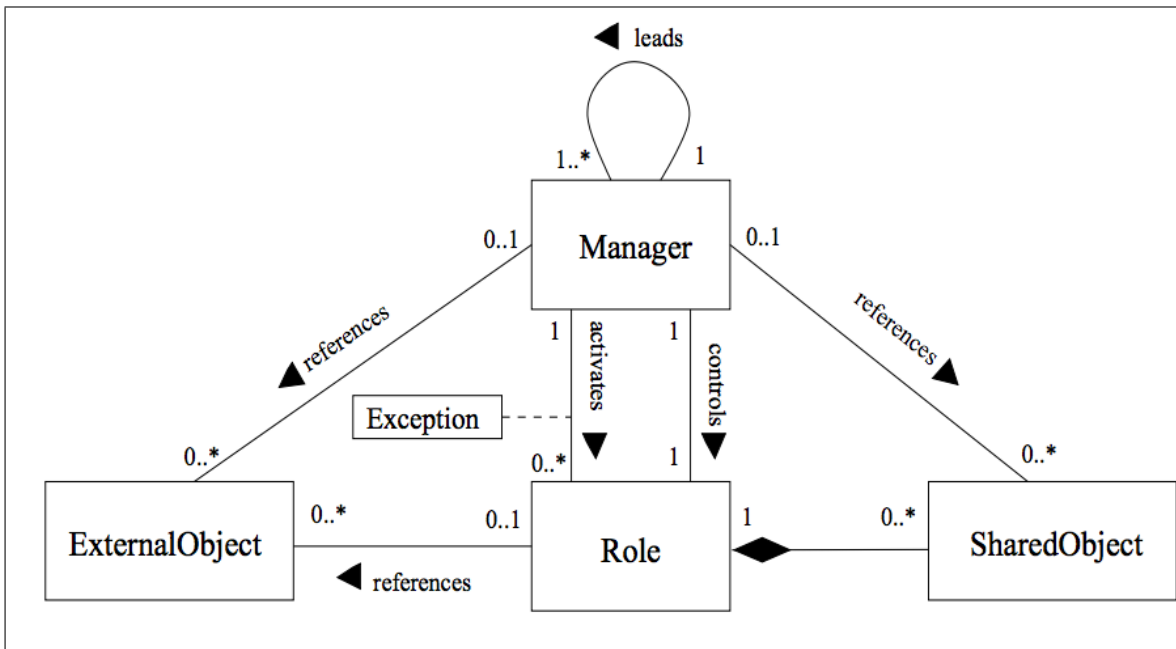 leads
1..*
1
0..1
Manager
0..1
references
1
activates
1
controls
references
Exception
0..*
0..*
1
0..*
ExternalObject
0..*
0..1
references
Role
1
0..*
SharedObject